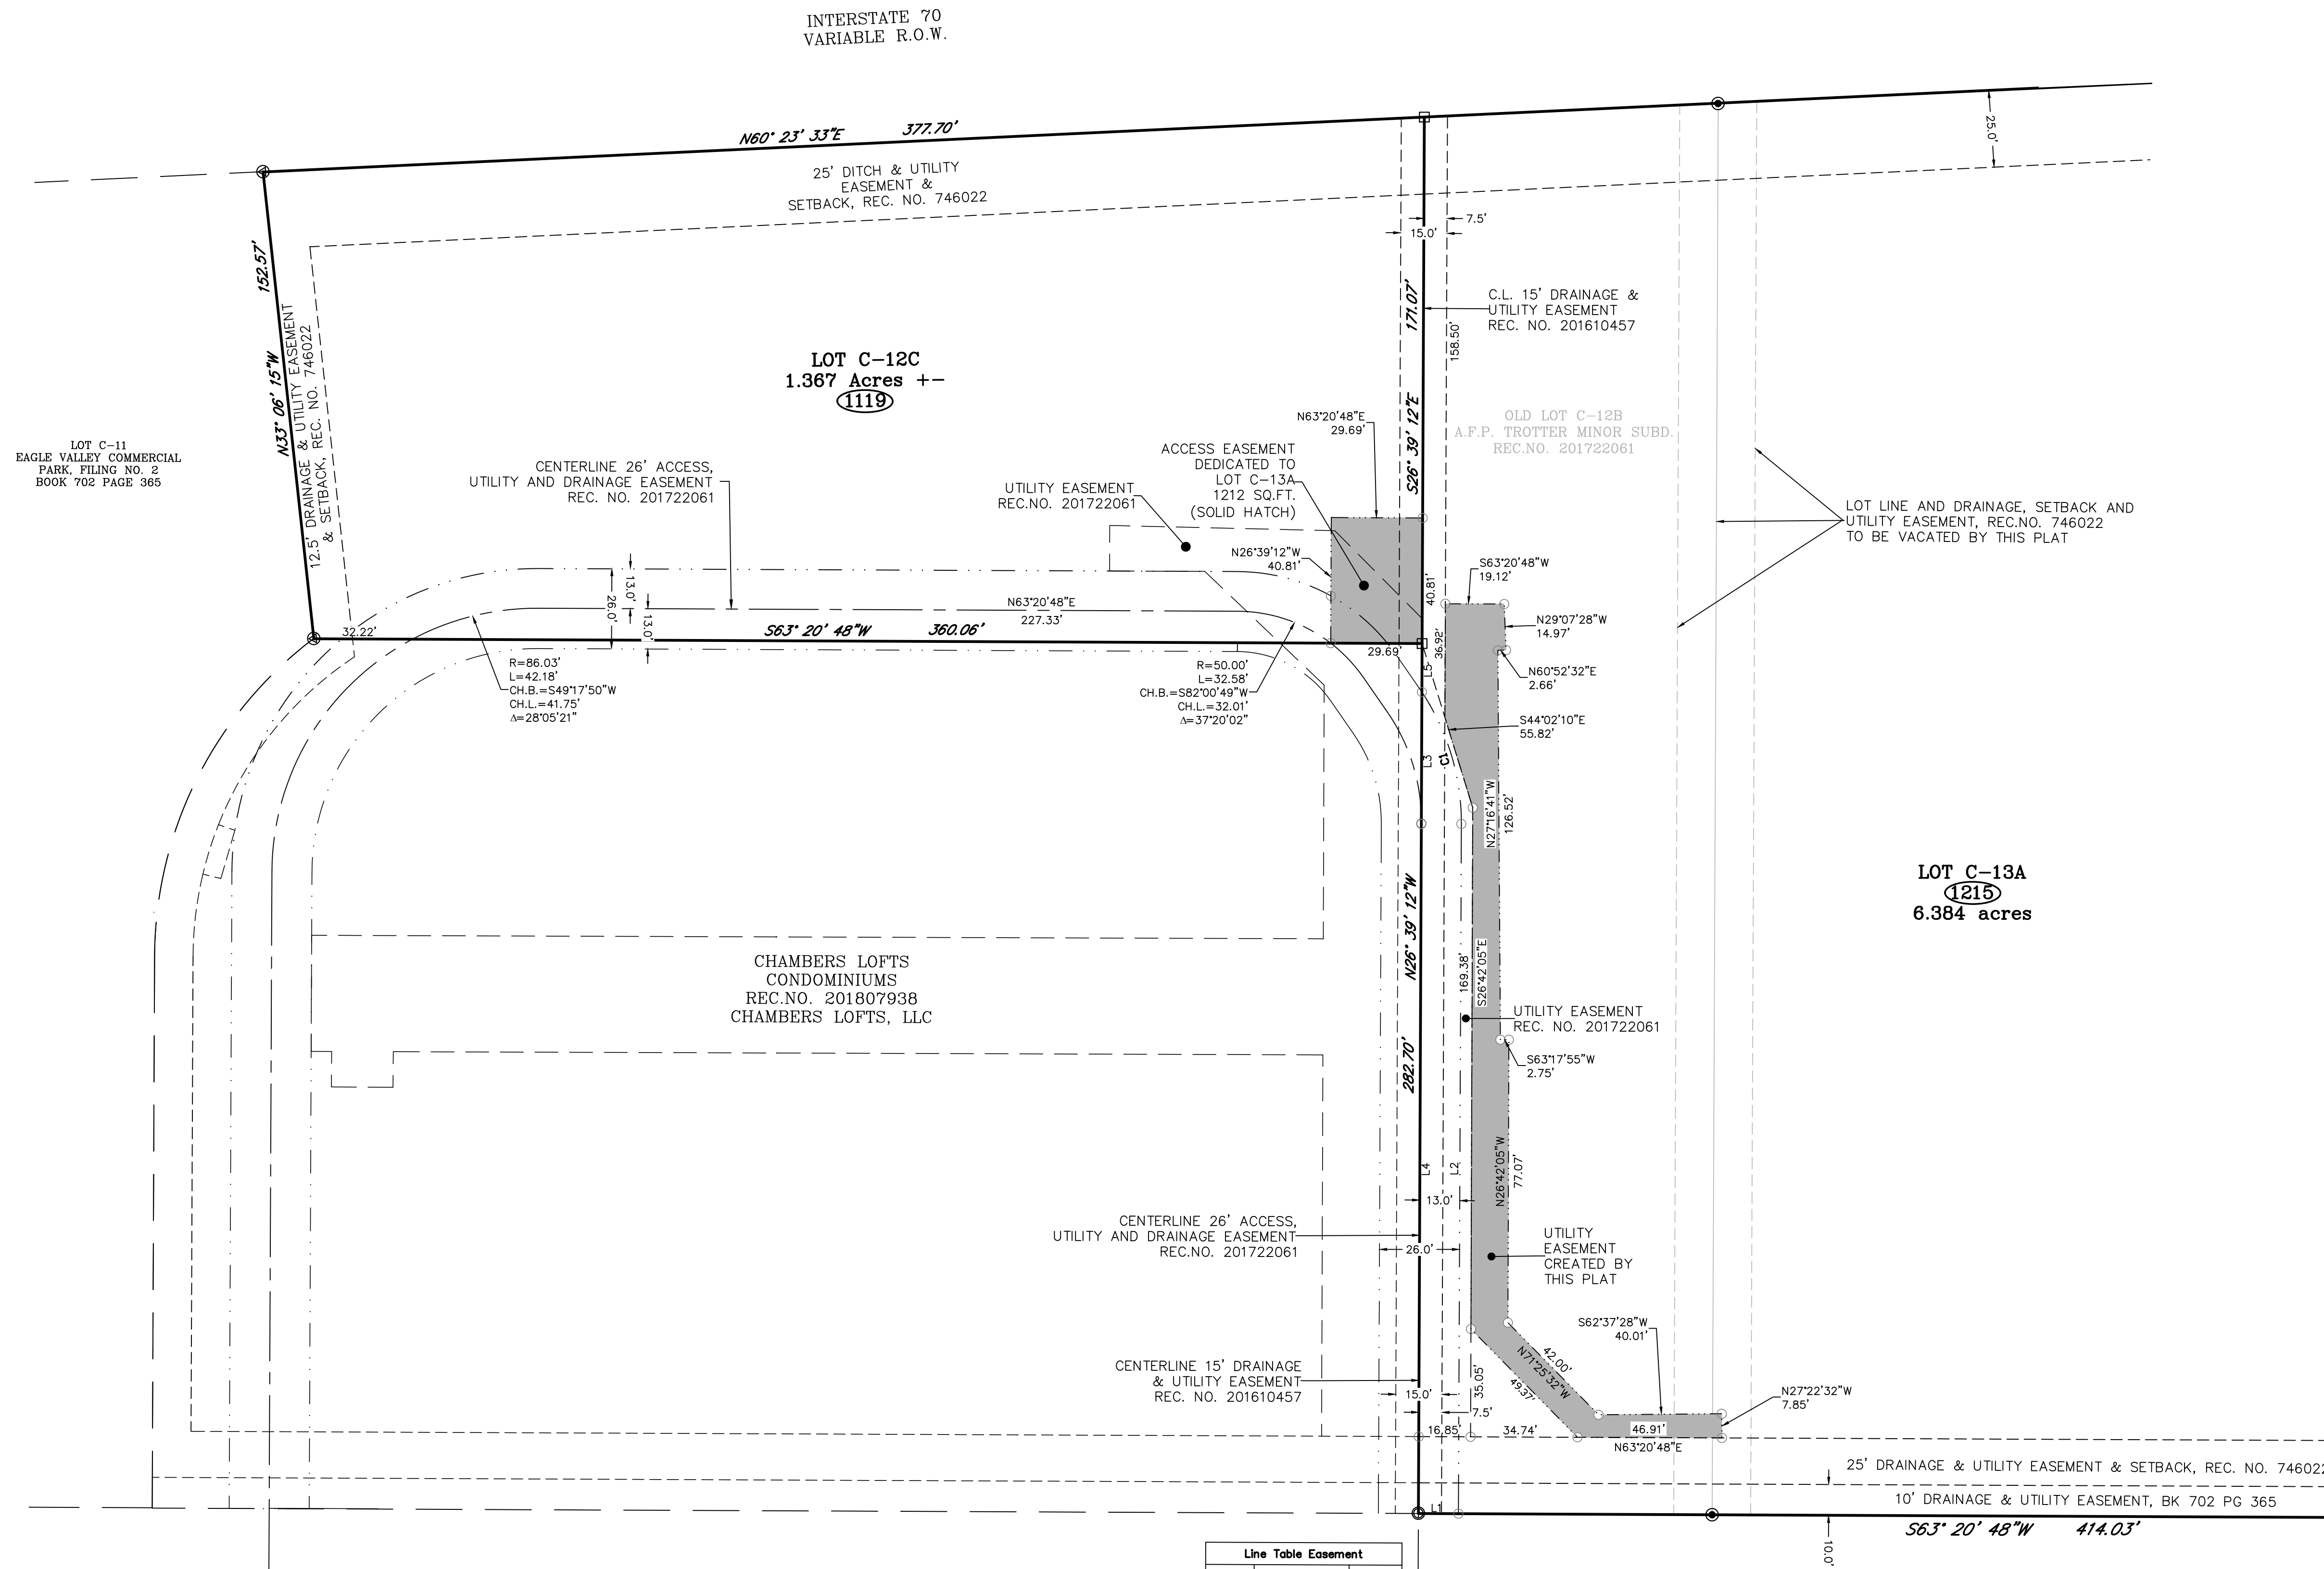 INTERSTATE 70
VARIABLE R.O.W.
N60° 23' 33"E 377.70'
25' DITCH & UTILITY
EASEMENT &
SETBACK, REC. NO. 746022
25.0'
7.5'
15.0'
152.57'
N33° 06' 15"W
12.5' DRAINAGE & UTILITY EASEMENT
& SETBACK, REC. NO. 746022
171.07'
S26° 39' 12"E
158.50'
C.L. 15' DRAINAGE &
UTILITY EASEMENT
REC. NO. 201610457
LOT C-12C
1.367 Acres +-
1119
OLD LOT C-12B
A.F.P. TROTTER MINOR SUBD.
REC.NO. 201722061
LOT C-11
EAGLE VALLEY COMMERCIAL
PARK, FILING NO. 2
BOOK 702 PAGE 365
N63°20'48"E
29.69'
ACCESS EASEMENT
DEDICATED TO
LOT C-13A
1212 SQ.FT.
(SOLID HATCH)
CENTERLINE 26' ACCESS,
UTILITY AND DRAINAGE EASEMENT
REC. NO. 201722061
UTILITY EASEMENT
REC.NO. 201722061
LOT LINE AND DRAINAGE, SETBACK AND
UTILITY EASEMENT, REC.NO. 746022
TO BE VACATED BY THIS PLAT
N26°39'12"W
40.81'
40.81'
S63°20'48"W
19.12'
N29°07'28"W
14.97'
N60°52'32"E
2.66'
13.0'
26.0'
13.0'
N63°20'48"E
227.33'
32.22'
S63° 20' 48"W 360.06'
29.69'
36.92'
L5
R=86.03'
L=42.18'
CH.B.=S49°17'50"W
CH.L.=41.75'
Δ=28°05'21"
R=50.00'
L=32.58'
CH.B.=S82°00'49"W
CH.L.=32.01'
Δ=37°20'02"
S44°02'10"E
55.82'
L3
C1
N27°16'41"W
126.52'
LOT C-13A
1215
6.384 acres
N26° 39' 12"W
282.70'
169.38'
S26°42'05"E
CHAMBERS LOFTS
CONDOMINIUMS
REC.NO. 201807938
CHAMBERS LOFTS, LLC
UTILITY EASEMENT
REC. NO. 201722061
S63°17'55"W
2.75'
L4
L2
N26°42'05"W
77.07'
13.0'
CENTERLINE 26' ACCESS,
UTILITY AND DRAINAGE EASEMENT
REC.NO. 201722061
26.0'
UTILITY
EASEMENT
CREATED BY
THIS PLAT
S62°37'28"W
40.01'
42.00'
N71°25'32"W
49.37'
CENTERLINE 15' DRAINAGE
& UTILITY EASEMENT
REC. NO. 201610457
15.0'
35.05'
7.5'
N27°22'32"W
7.85'
16.85'
34.74'
46.91'
N63°20'48"E
25' DRAINAGE & UTILITY EASEMENT & SETBACK, REC. NO. 746022
10' DRAINAGE & UTILITY EASEMENT, BK 702 PG 365
L1
S63° 20' 48"W 414.03'
10.0'
Line Table Easement